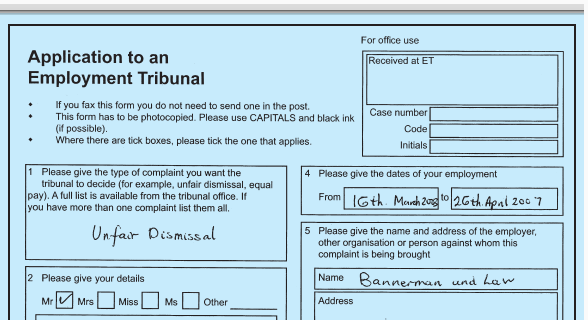 Application to an
Employment Tribunal
• If you fax this form you do not need to send one in the post.
• This form has to be photocopied. Please use CAPITALS and black ink
(if possible).
• Where there are tick boxes, please tick the one that applies.
For office use
Received at ET
Case number
Code
Initials
1 Please give the type of complaint you want the
tribunal to decide (for example, unfair dismissal, equal
pay). A full list is available from the tribunal office. If
you have more than one complaint list them all.
Unfair Dismissal
2 Please give your details
Mr ✓ Mrs Miss Ms Other
4 Please give the dates of your employment
From 16th. March 2003 to 26th. April 2007
5 Please give the name and address of the employer,
other organisation or person against whom this
complaint is being brought
Name Bannerman und Law
Address